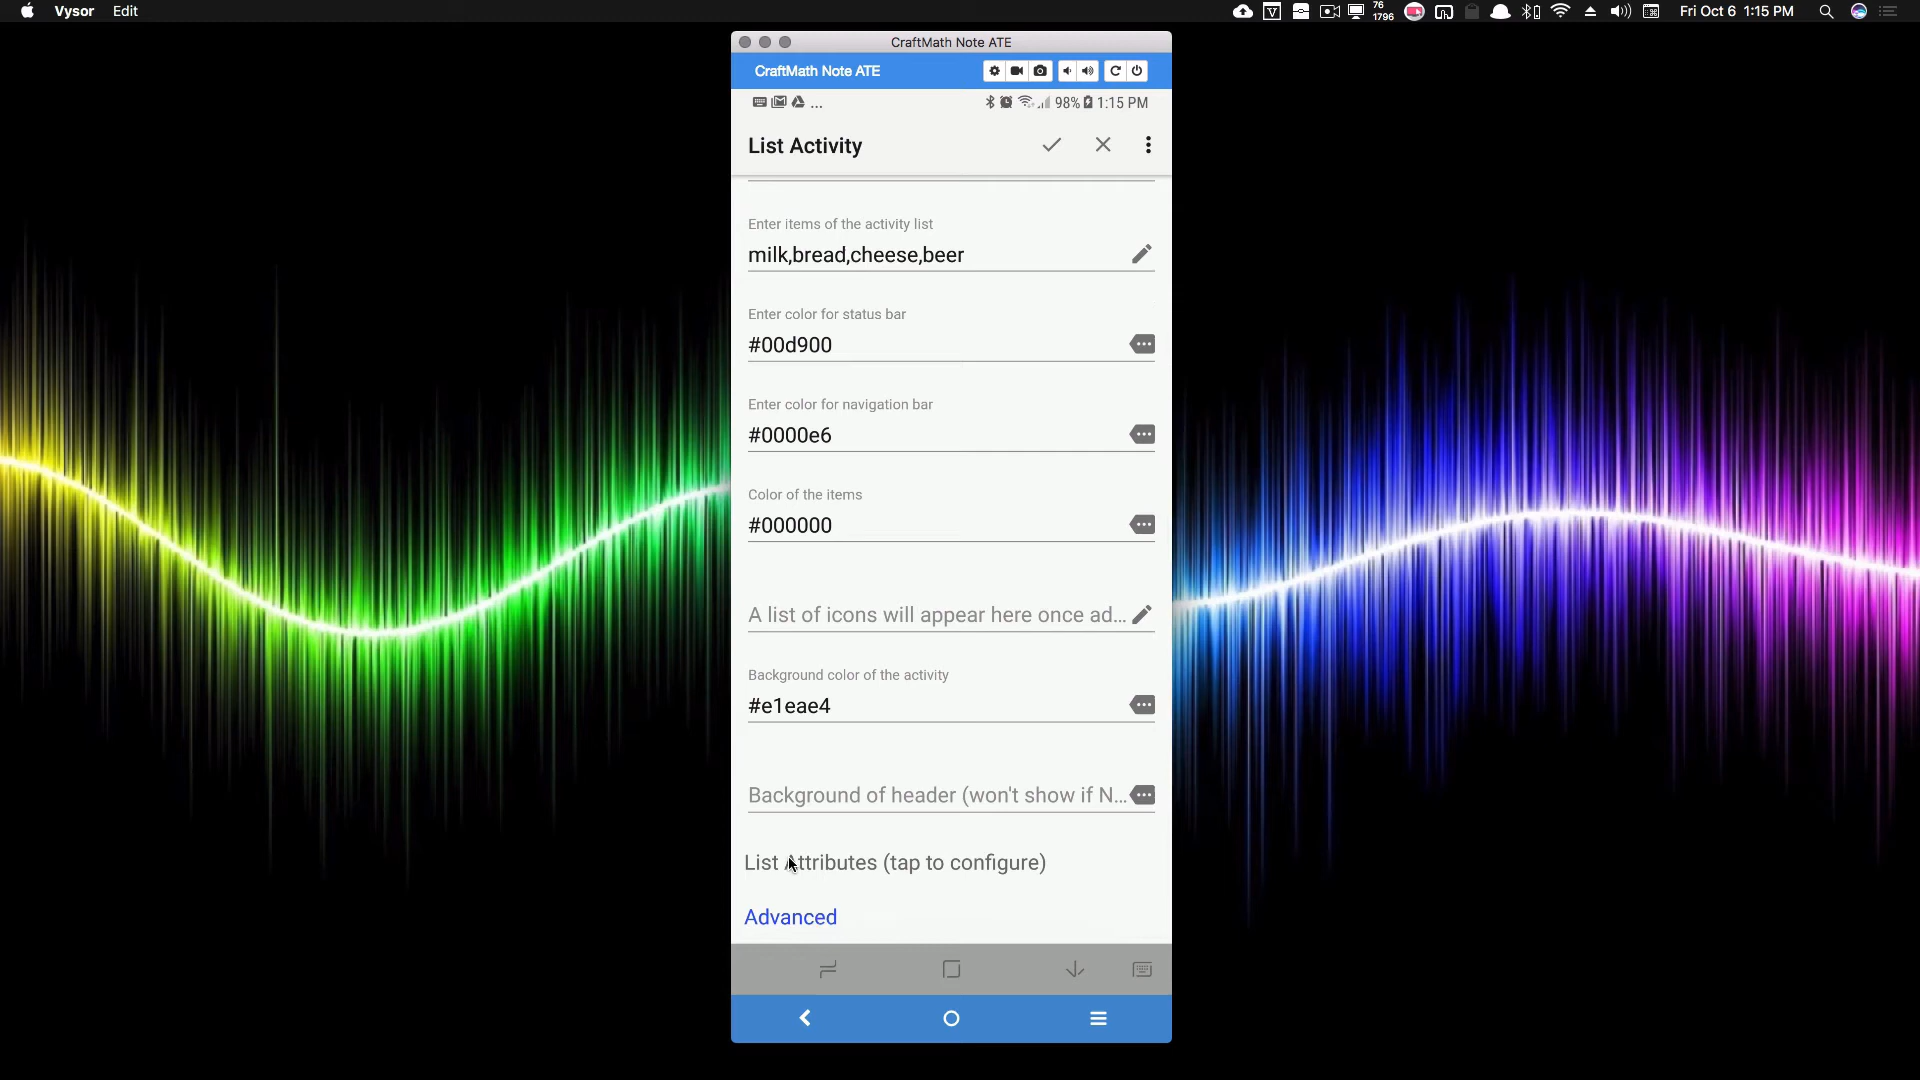 Vysor Edit
76
1796
Fri Oct 6 1:15 PM
CraftMath Note ATE
CraftMath Note ATE
... 98% 1:15 PM
List Activity
Enter items of the activity list
milk,bread,cheese,beer
Enter color for status bar
#00d900
Enter color for navigation bar
#0000e6
Color of the items
#000000
A list of icons will appear here once ad...
Background color of the activity
#e1eae4
Background of header (won't show if N...
List Attributes (tap to configure)
Advanced